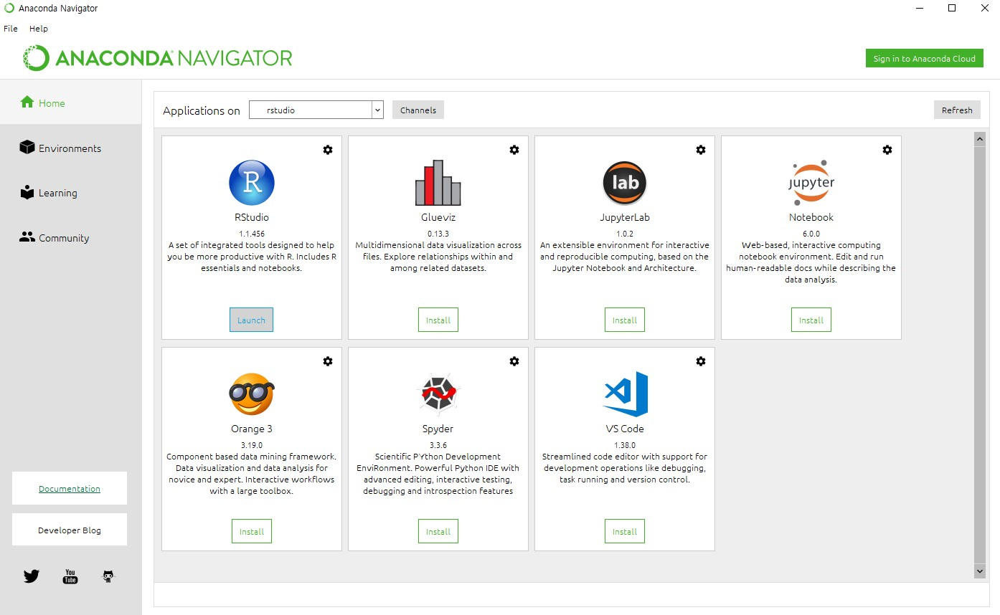 Anaconda Navigator
File Help
ANACONDA NAVIGATOR
Sign in to Anaconda Cloud
Home
Environments
Learning
Community
Documentation
Developer Blog
You
Tube
Applications on rstudio Channels Refresh
R
RStudio
1.1.456
A set of integrated tools designed to help
you be more productive with R. Includes R
essentials and notebooks.
Launch
Glueviz
0.13.3
Multidimensional data visualization across
files. Explore relationships within and
among related datasets.
Install
lab
JupyterLab
1.0.2
An extensible environment for interactive
and reproducible computing, based on the
Jupyter Notebook and Architecture.
Install
jupyter
Notebook
6.0.0
Web-based, interactive computing
notebook environment. Edit and run
human-readable docs while describing the
data analysis.
Install
Orange 3
3.19.0
Component based data mining framework.
Data visualization and data analysis for
novice and expert. Interactive workflows
with a large toolbox.
Install
Spyder
3.3.6
Scientific PYthon Development
EnviRonment. Powerful Python IDE with
advanced editing, interactive testing,
debugging and introspection features
Install
VS Code
1.38.0
Streamlined code editor with support for
development operations like debugging,
task running and version control.
Install